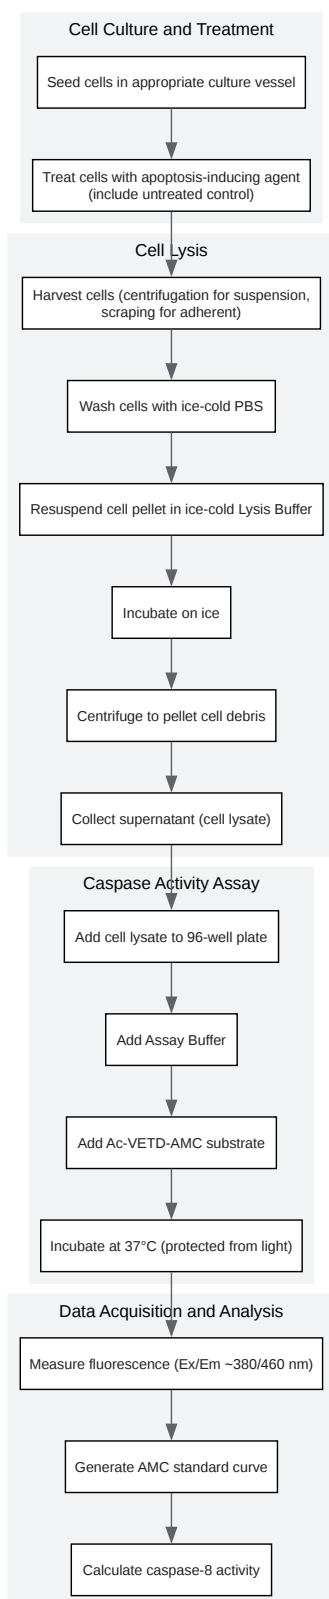 Cell Culture and Treatment
Seed cells in appropriate culture vessel
Treat cells with apoptosis-inducing agent
(include untreated control)
Cell Lysis
Harvest cells (centrifugation for suspension,
scraping for adherent)
Wash cells with ice-cold PBS
Resuspend cell pellet in ice-cold Lysis Buffer
Incubate on ice
Centrifuge to pellet cell debris
Collect supernatant (cell lysate)
Caspase Activity Assay
Add cell lysate to 96-well plate
Add Assay Buffer
Add Ac-VETD-AMC substrate
Incubate at 37°C (protected from light)
Data Acquisition and Analysis
Measure fluorescence (Ex/Em ~380/460 nm)
Generate AMC standard curve
Calculate caspase-8 activity